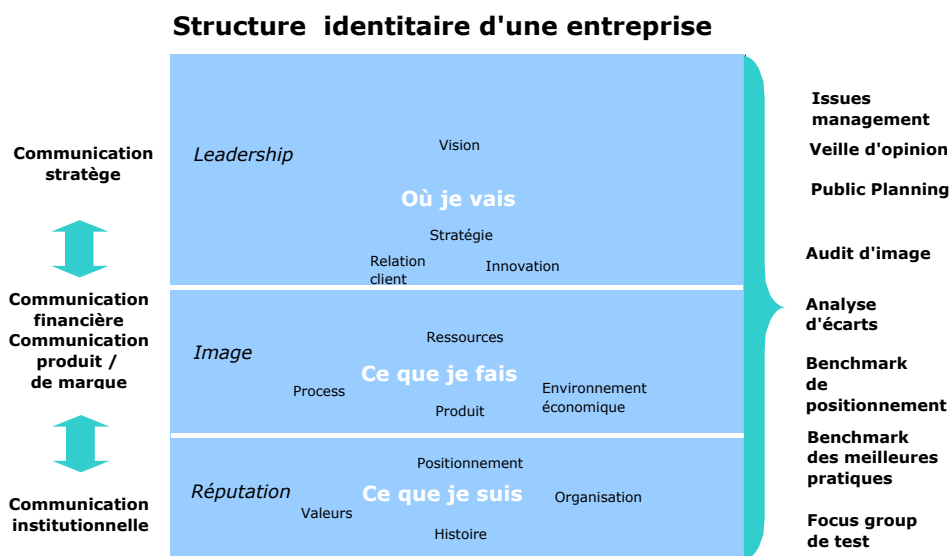 Structure identitaire d'une entreprise
Communication
stratège
Communication
financière
Communication
produit /
de marque
Communication
institutionnelle
Leadership
Vision
Où je vais
Stratégie
Relation
client
Innovation
Image
Ressources
Ce que je fais
Process
Environnement
économique
Produit
Réputation
Positionnement
Ce que je suis
Organisation
Valeurs
Histoire
Issues
management
Veille d'opinion
Public Planning
Audit d'image
Analyse
d'écarts
Benchmark
de
positionnement
Benchmark
des meilleures
pratiques
Focus group
de test